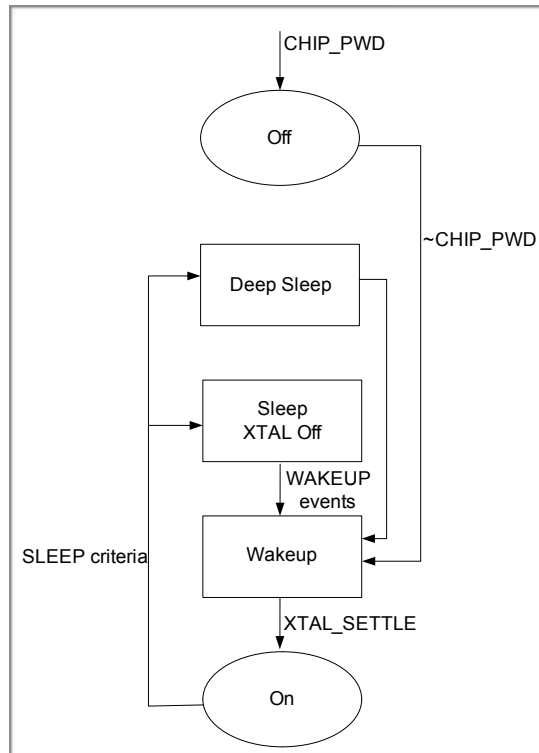 CHIP_PWD
Off
~CHIP_PWD
Deep Sleep
Sleep
XTAL Off
WAKEUP
events
Wakeup
SLEEP criteria
XTAL_SETTLE
On